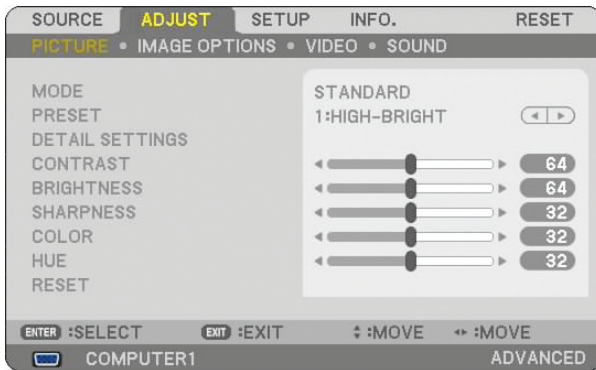 SOURCE ADJUST SETUP INFO. RESET
PICTURE • IMAGE OPTIONS • VIDEO • SOUND
MODE STANDARD
PRESET 1:HIGH-BRIGHT
DETAIL SETTINGS
CONTRAST 64
BRIGHTNESS 64
SHARPNESS 32
COLOR 32
HUE 32
RESET
ENTER :SELECT EXIT :EXIT :MOVE :MOVE
COMPUTER1 ADVANCED